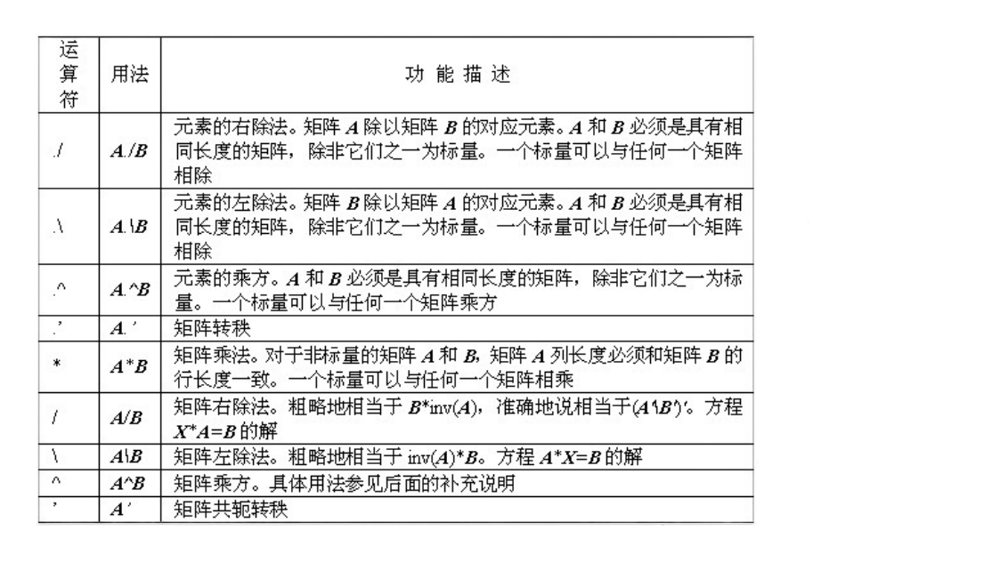 运算符 用法 功 能 描 述
./ A./B 元素的右除法。矩阵 A 除以矩阵 B 的对应元素。A 和 B 必须是具有相
同长度的矩阵，除非它们之一为标量。一个标量可以与任何一个矩阵
相除
.\ A.\B 元素的左除法。矩阵 B 除以矩阵 A 的对应元素。A 和 B 必须是具有相
同长度的矩阵，除非它们之一为标量。一个标量可以与任何一个矩阵
相除
.^ A.^B 元素的乘方。A 和 B 必须是具有相同长度的矩阵，除非它们之一为标
量。一个标量可以与任何一个矩阵乘方
.' A.' 矩阵转秩
* A*B 矩阵乘法。对于非标量的矩阵 A 和 B，矩阵 A 列长度必须和矩阵 B 的
行长度一致。一个标量可以与任何一个矩阵相乘
/ A/B 矩阵右除法。粗略地相当于 B*inv(A)，准确地说相当于(A'\B')'。方程
X*A=B 的解
\ A\B 矩阵左除法。粗略地相当于 inv(A)*B。方程 A*X=B 的解
^ A^B 矩阵乘方。具体用法参见后面的补充说明
' A' 矩阵共轭转秩